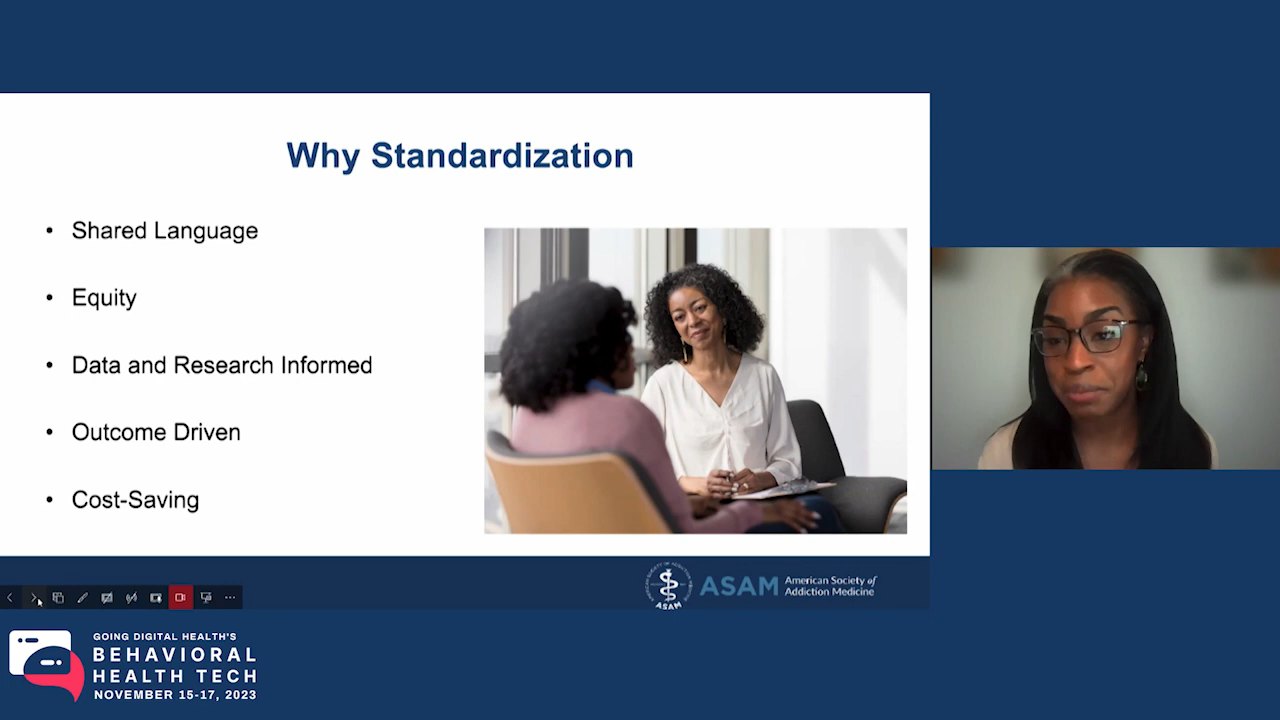 Why Standardization
• Shared Language
• Equity
• Data and Research Informed
• Outcome Driven
• Cost-Saving
ASAM
ASAM
American Society of
Addiction Medicine
GOING DIGITAL HEALTH'S
BEHAVIORAL
HEALTH TECH
NOVEMBER 15-17, 2023